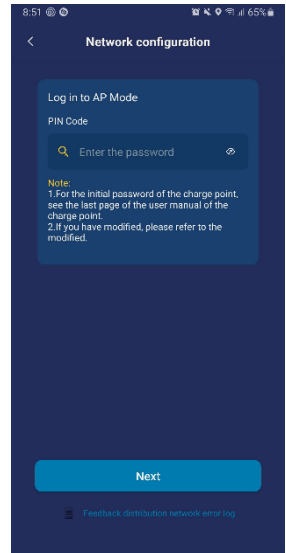 8:51 65%
Network configuration
Log in to AP Mode
PIN Code
Enter the password
Note:
1.For the initial password of the charge point,
see the last page of the user manual of the
charge point.
2.If you have modified, please refer to the
modified.
Next
Feedback distribution network error log